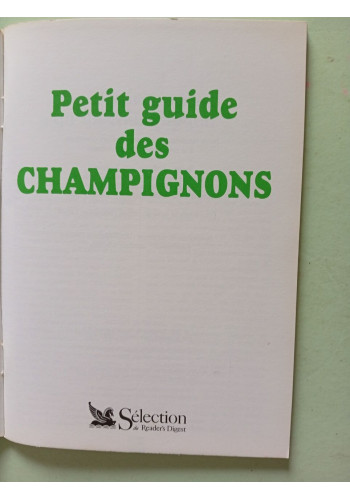 Petit guide
des
CHAMPIGNONS
Sélection
du Reader's Digest